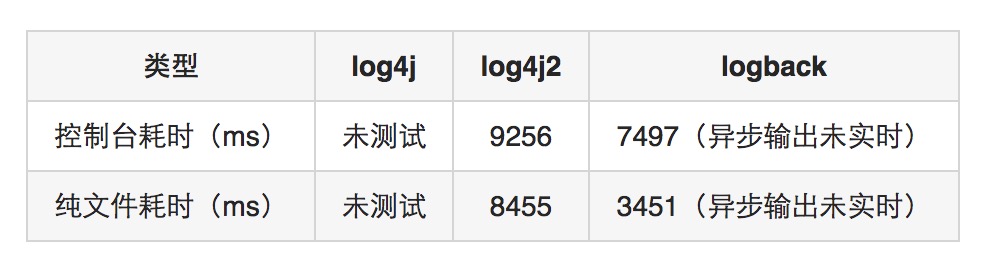 类型 log4j log4j2 logback
控制台耗时（ms） 未测试 9256 7497（异步输出未实时）
纯文件耗时（ms） 未测试 8455 3451（异步输出未实时）